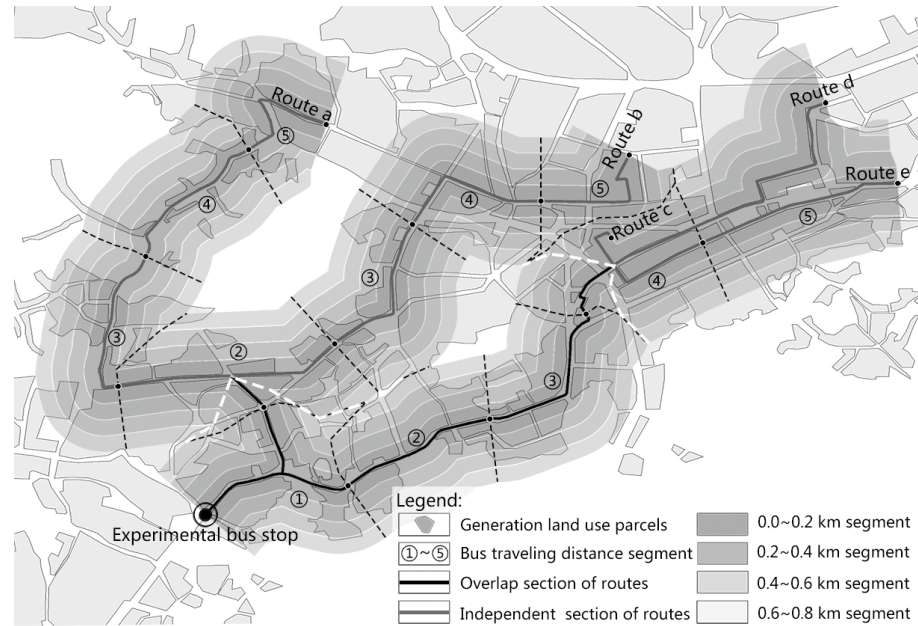 Route d
Route a
Route b
⑤
Route e
④
④
⑤
Route c
⑤
③
④
③
②
③
②
①
Experimental bus stop
Legend:
Generation land use parcels
①~⑤ Bus traveling distance segment
Overlap section of routes
Independent section of routes
0.0~0.2 km segment
0.2~0.4 km segment
0.4~0.6 km segment
0.6~0.8 km segment